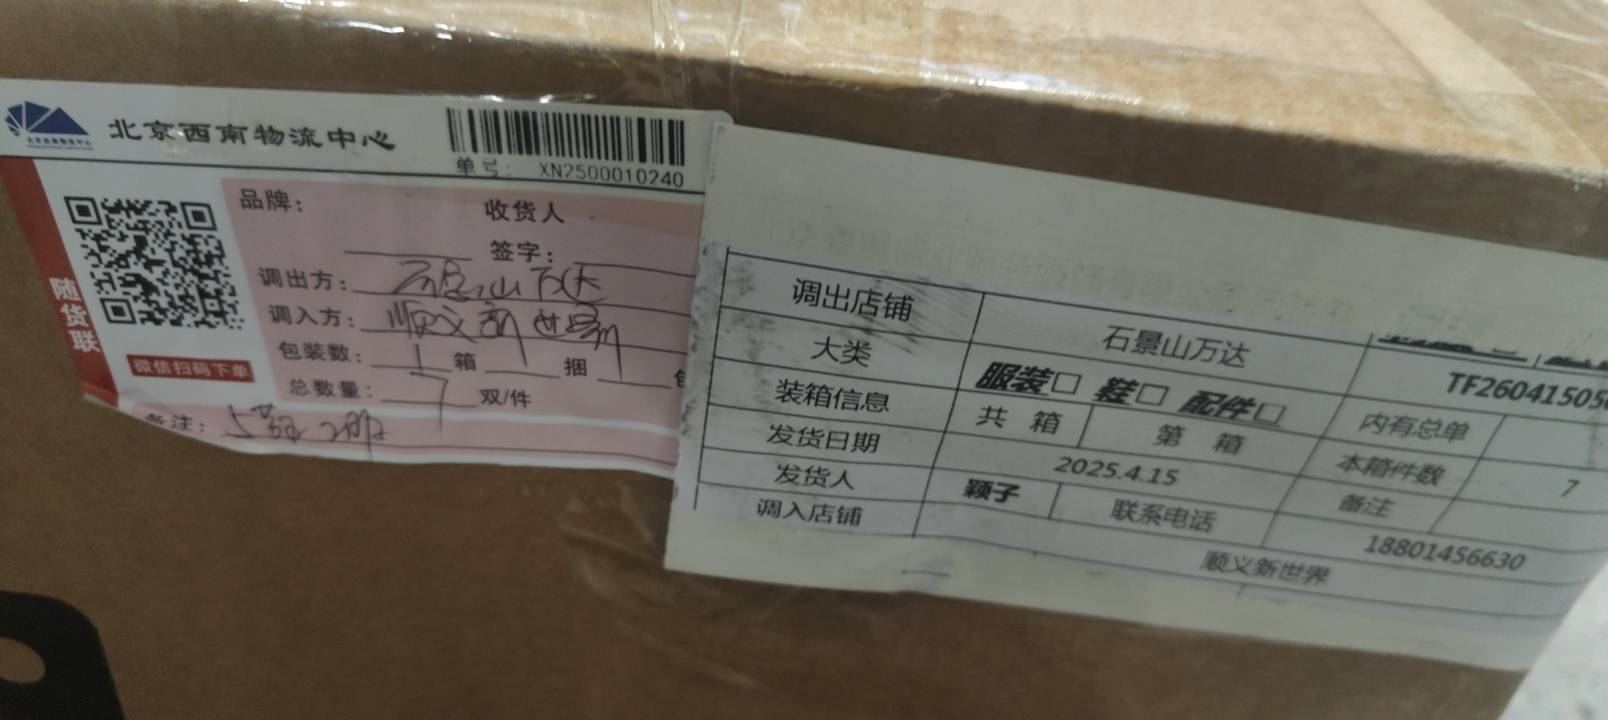 北京西南物流中心
单号: XN2500010240
品牌:
收货人
签字:
调出方: 石景山万达
调入方: 顺义新世界
包装数: 1 箱 捆
总数量: 7 双/件
备注:
随货联
微信扫码下单
调出店铺 石景山万达
大类 服装□ 鞋□ 配件□ TF260415050
装箱信息 共 箱 第 箱 内有总单
发货日期 2025.4.15 本箱件数 7
发货人 颖子 联系电话 备注 18801456630
调入店铺 顺义新世界